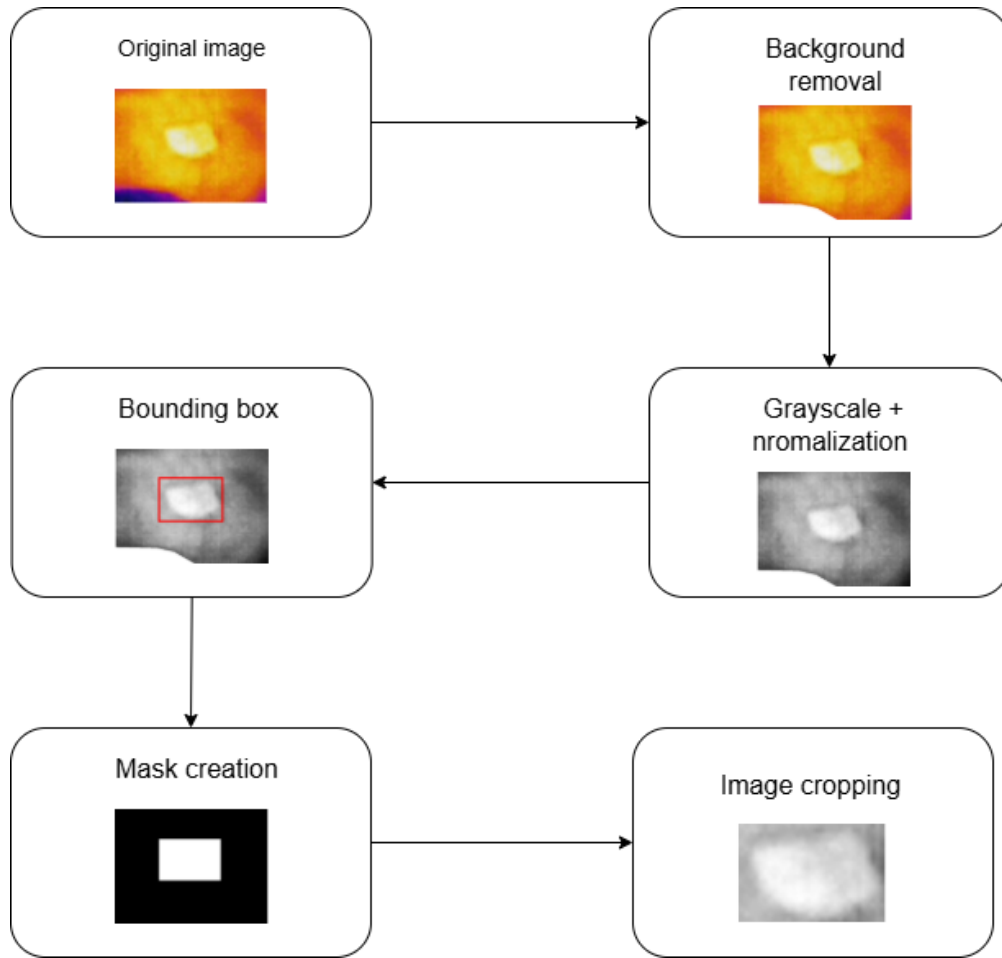 Original image
Background
removal
Grayscale +
nromalization
Bounding box
Mask creation
Image cropping